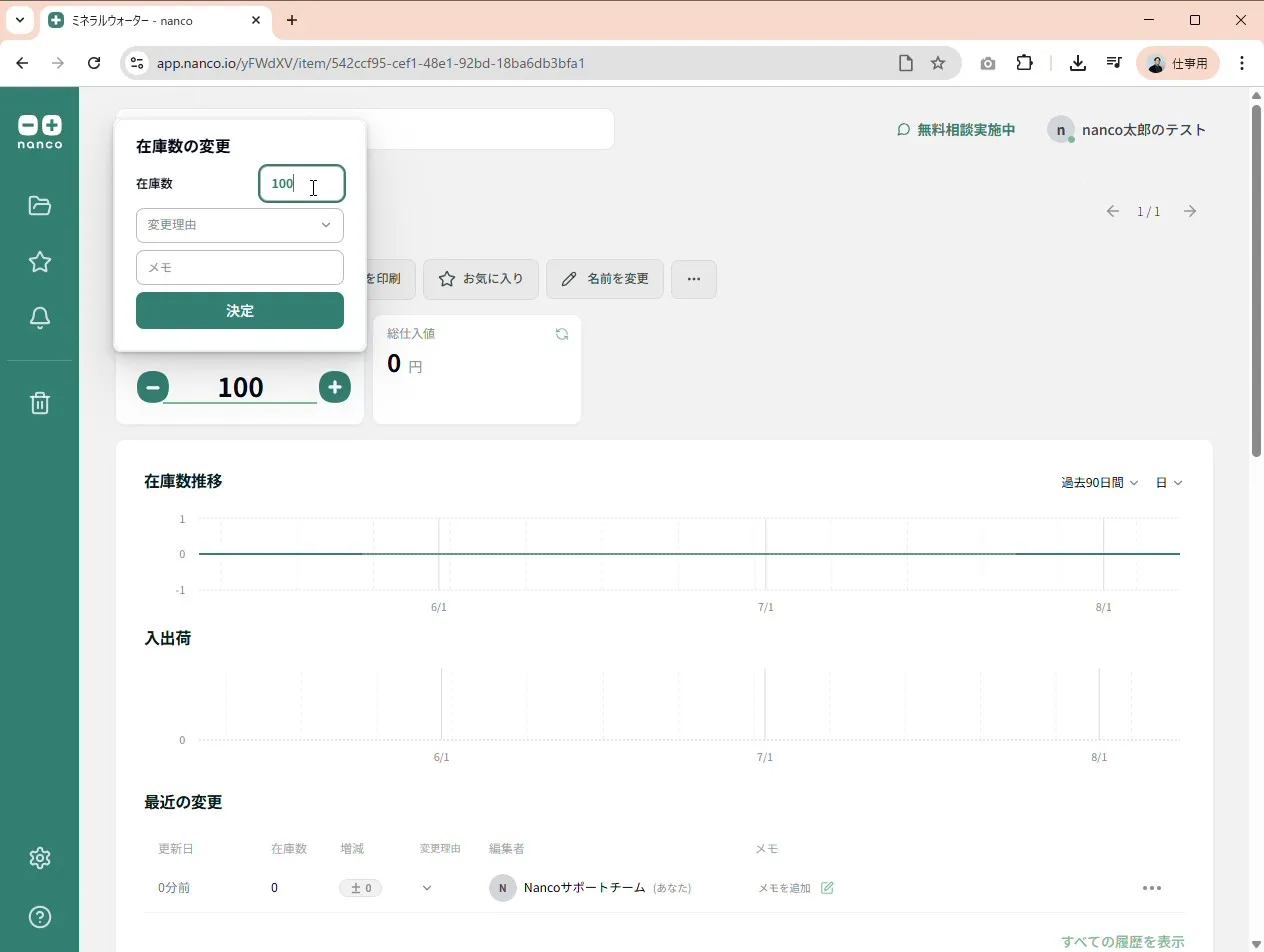 ミネラルウォーター - nanco
app.nanco.io/yFWdXV/item/542ccf95-cef1-48e1-92bd-18ba6db3bfa1
仕事用
nanco
無料相談実施中
n
nanco太郎のテスト
在庫数の変更
在庫数
100
変更理由
メモ
決定
1 / 1
を印刷
お気に入り
名前を変更
総仕入値
0 円
100
在庫数推移
過去90日間
日
1
0
-1
6/1
7/1
8/1
入出荷
0
6/1
7/1
8/1
最近の変更
更新日
在庫数
増減
変更理由
編集者
メモ
0分前
0
± 0
N
Nancoサポートチーム (あなた)
メモを追加
すべての履歴を表示